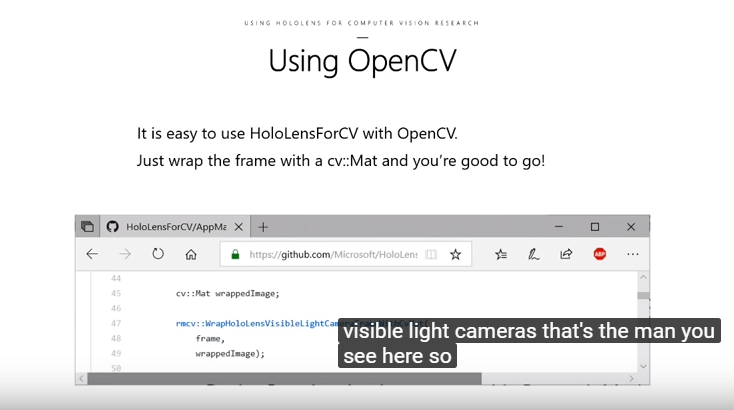 USING HOLOLENS FOR COMPUTER VISION RESEARCH
Using OpenCV
It is easy to use HoloLensForCV with OpenCV.
Just wrap the frame with a cv::Mat and you're good to go!
HoloLensForCV/AppMa
https://github.com/Microsoft/HoloLens
ABP
44
45 cv::Mat wrappedImage;
46
47 rmcv::WrapHoloLensVisibleLightCam
48 frame,
49 wrappedImage);
50
visible light cameras that's the man you
see here so